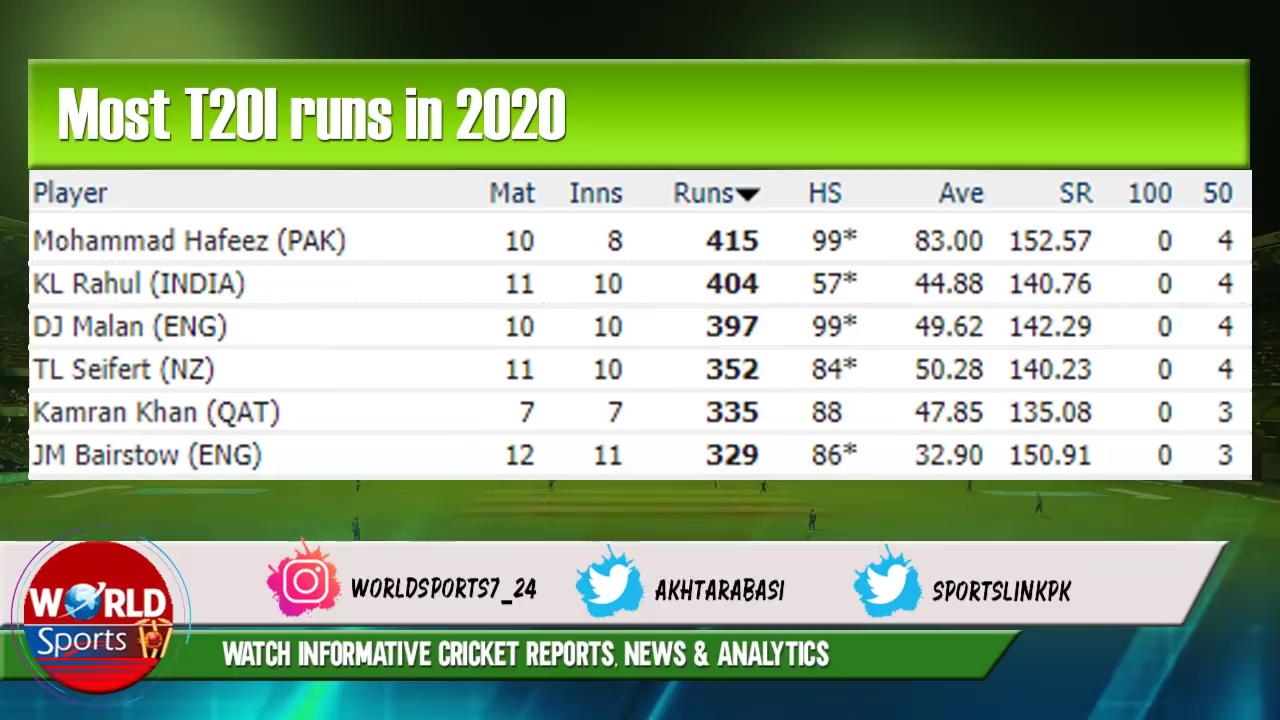 Most T20I runs in 2020
Player Mat Inns Runs HS Ave SR 100 50
Mohammad Hafeez (PAK) 10 8 415 99* 83.00 152.57 0 4
KL Rahul (INDIA) 11 10 404 57* 44.88 140.76 0 4
DJ Malan (ENG) 10 10 397 99* 49.62 142.29 0 4
TL Seifert (NZ) 11 10 352 84* 50.28 140.23 0 4
Kamran Khan (QAT) 7 7 335 88 47.85 135.08 0 3
JM Bairstow (ENG) 12 11 329 86* 32.90 150.91 0 3
WORLDSPORTS7_24 AKHTARABASI SPORTSLINKPK
WORLD
Sports
WATCH INFORMATIVE CRICKET REPORTS, NEWS & ANALYTICS